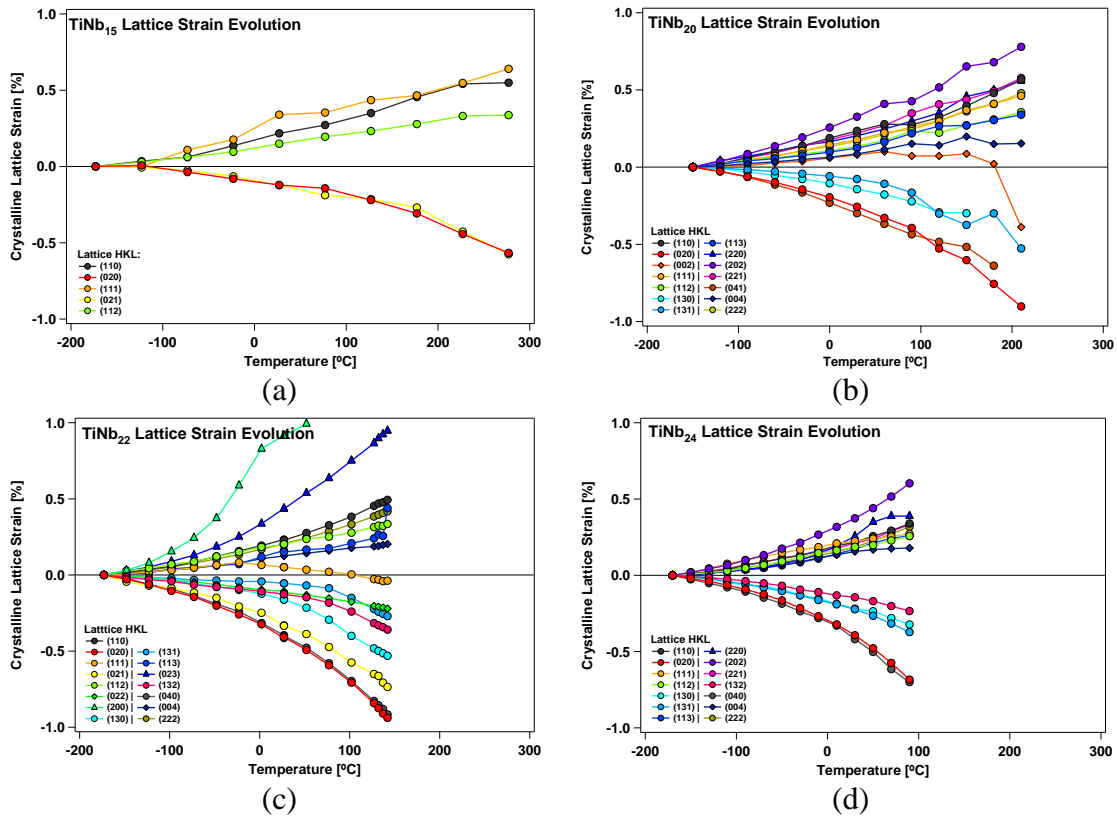 TiNb15 Lattice Strain Evolution
Crystalline Lattice Strain [%]
1.0
0.5
0.0
-0.5
-1.0
Lattice HKL:
(110)
(020)
(111)
(021)
(112)
-200 -100 0 100 200 300
Temperature [ºC]
(a)
TiNb20 Lattice Strain Evolution
Crystalline Lattice Strain [%]
1.0
0.5
0.0
-0.5
-1.0
Lattice HKL
(110) | (113)
(020) | (220)
(002) | (202)
(111) | (221)
(112) | (041)
(130) | (004)
(131) | (222)
-200 -100 0 100 200 300
Temperature [ºC]
(b)
TiNb22 Lattice Strain Evolution
Crystalline Lattice Strain [%]
1.0
0.5
0.0
-0.5
-1.0
Latttice HKL
(110)
(020) | (131)
(111) | (113)
(021) | (023)
(112) | (132)
(022) | (040)
(200) | (004)
(130) | (222)
-200 -100 0 100 200 300
Temperature [ºC]
(c)
TiNb24 Lattice Strain Evolution
Crystalline Lattice Strain [%]
1.0
0.5
0.0
-0.5
-1.0
Lattice HKL
(110) | (220)
(020) | (202)
(111) | (221)
(112) | (132)
(130) | (040)
(131) | (004)
(113) | (222)
-200 -100 0 100 200 300
Temperature [ºC]
(d)